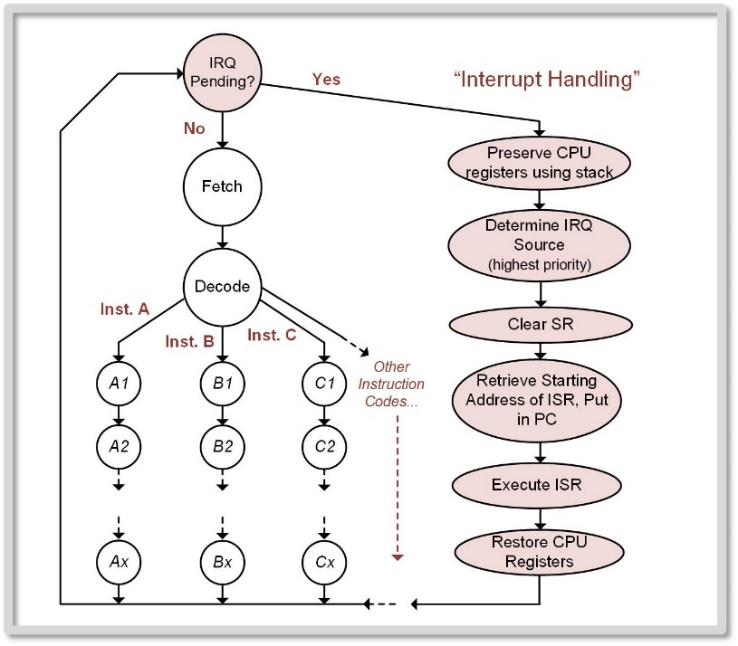 IRQ
Pending?
Yes
“Interrupt Handling”
No
Preserve CPU
registers using stack
Fetch
Determine IRQ
Source
(highest priority)
Decode
Inst. A
Inst. B
Inst. C
Clear SR
Other
Instruction
Codes...
A1
B1
C1
Retrieve Starting
Address of ISR, Put
in PC
A2
B2
C2
Execute ISR
Ax
Bx
Cx
Restore CPU
Registers